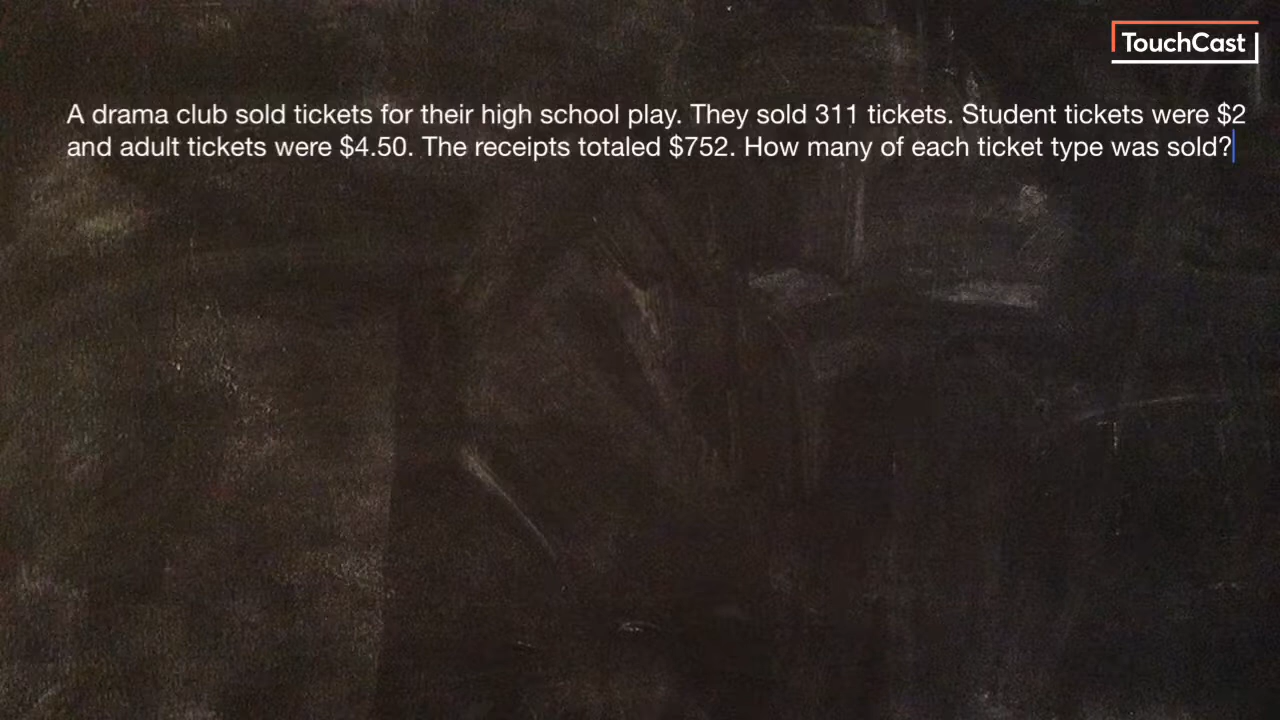 TouchCast
A drama club sold tickets for their high school play. They sold 311 tickets. Student tickets were $2
and adult tickets were $4.50. The receipts totaled $752. How many of each ticket type was sold?